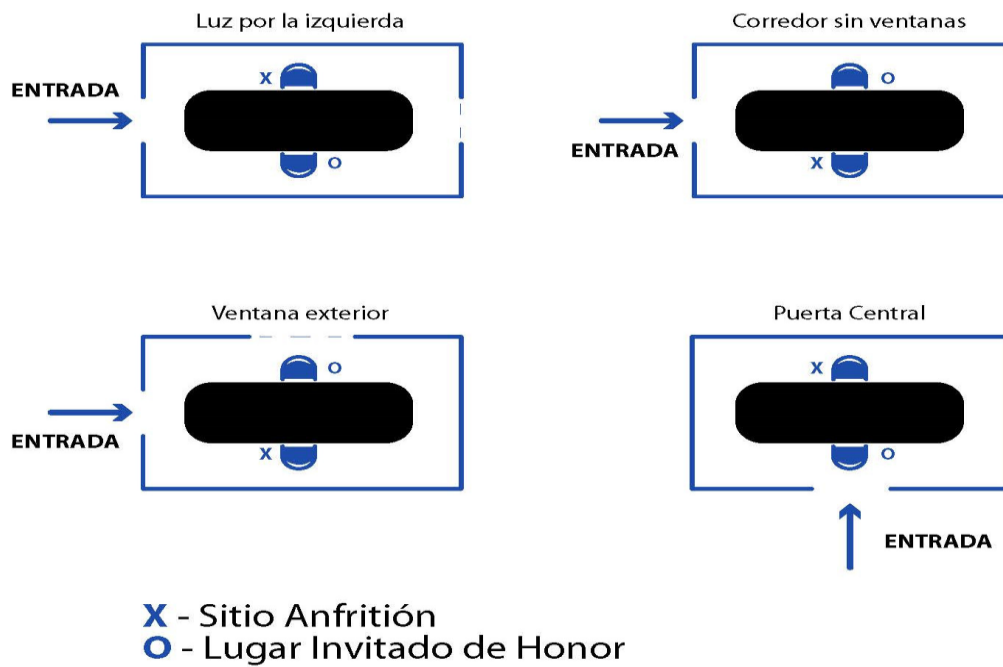 Luz por la izquierda
ENTRADA
X
O
Corredor sin ventanas
ENTRADA
O
X
Ventana exterior
ENTRADA
O
X
Puerta Central
X
O
ENTRADA
X - Sitio Anfritión
O - Lugar Invitado de Honor